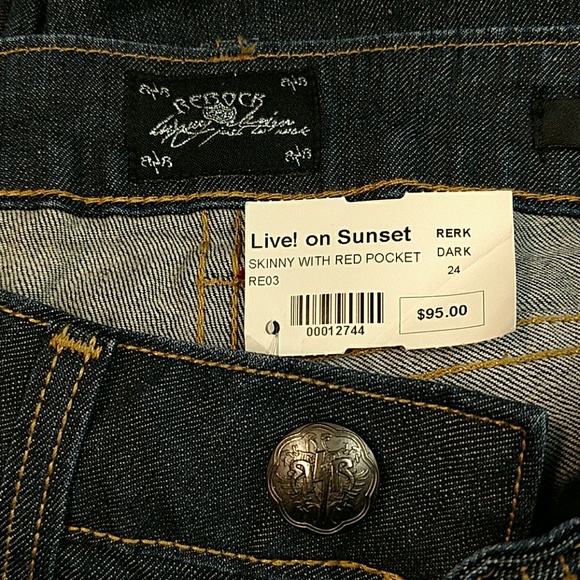 REROCK
Live! on Sunset
RERK
SKINNY WITH RED POCKET
DARK
RE03
24
00012744
$95.00